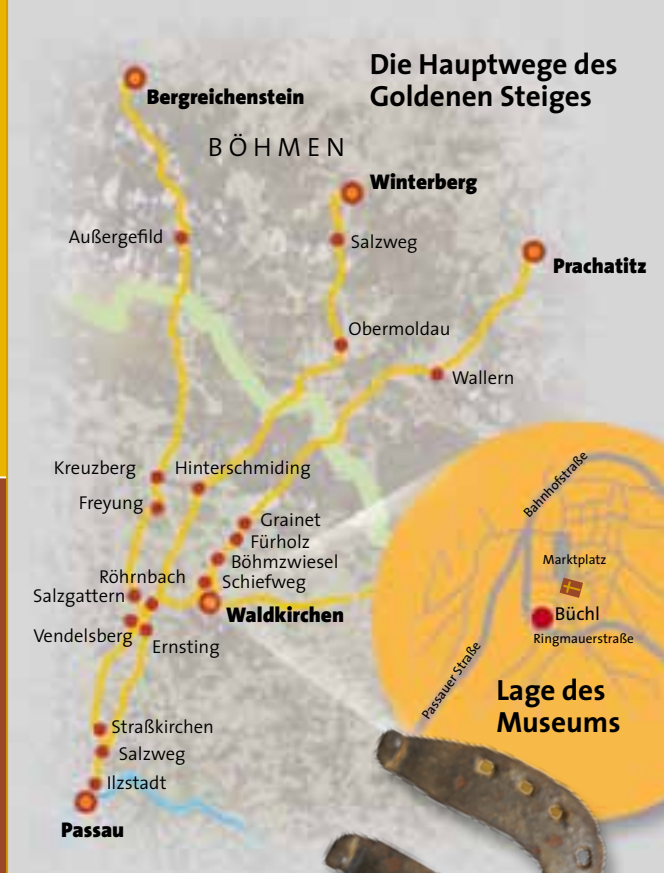 Die Hauptwege des
Goldenen Steiges
Bergreichenstein
BÖHMEN
Winterberg
Außergefild
Salzweg
Prachatitz
Obermoldau
Wallern
Kreuzberg
Hinterschmiding
Freyung
Grainet
Fürholz
Böhmzwiesel
Röhrnbach
Schiefweg
Salzgattern
Waldkirchen
Vendelsberg
Ernsting
Straßkirchen
Salzweg
Ilzstadt
Passau
Bahnhofstraße
Marktplatz
Büchl
Ringmauerstraße
Passauer Straße
Lage des
Museums